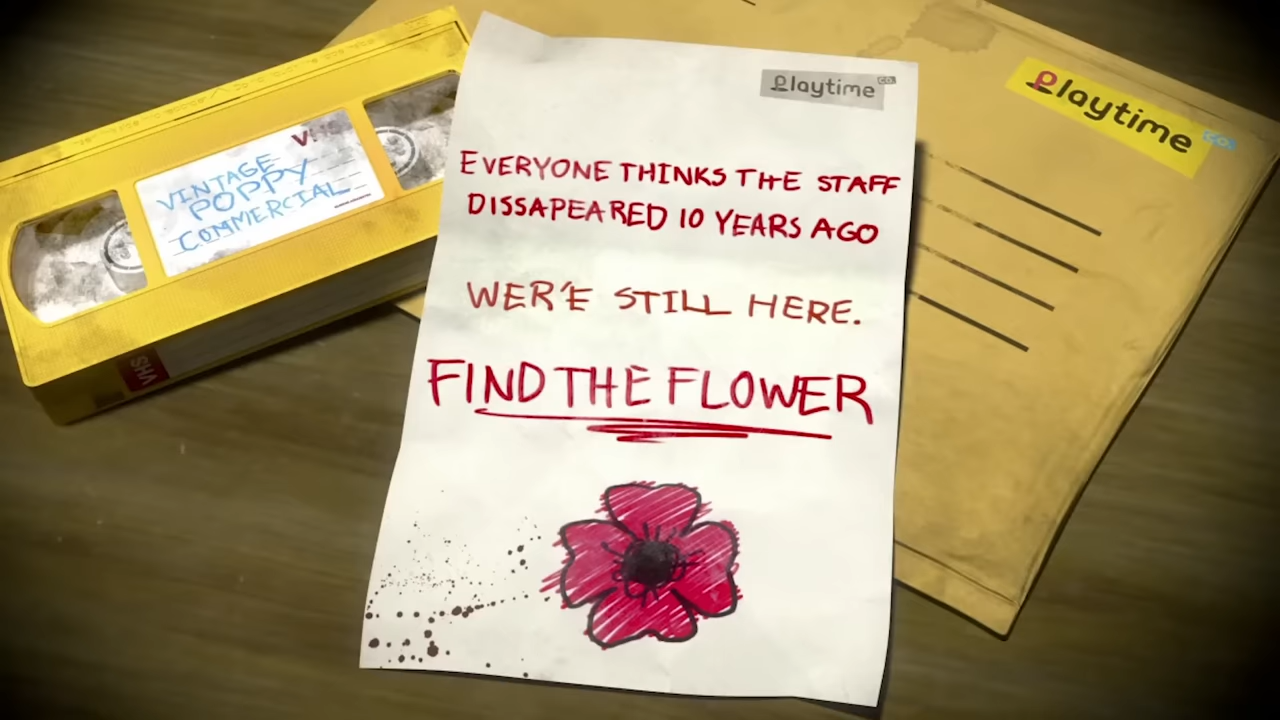 Playtime CO.
EVERYONE THINKS THE STAFF
DISSAPEARED 10 YEARS AGO
WER'E STILL HERE.
FIND THE FLOWER
VHS
VINTAGE
POPPY
COMMERCIAL
VHS
Playtime CO.